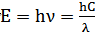 E = hν = hC/λ